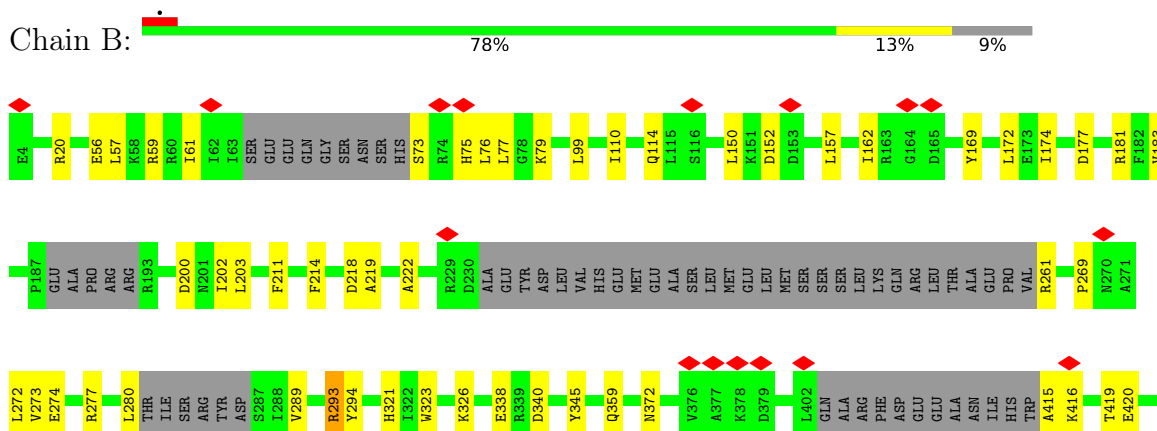 Chain B:
78% 13% 9%
E4 R20 E56 L57 K58 R59 R60 I61 I62 I63 SER GLU GLU GLN GLY SER ASN SER HIS S73 R74 H75 L76 L77 G78 K79 L99 I110 Q114 L115 S116 L150 K151 D152 D153 L157 I162 R163 G164 D165 Y169 L172 E173 I174 D177 R181 F182
P187 GLU ALA PRO ARG ARG R193 D200 N201 I202 L203 F211 F214 D218 A219 A222 R229 D230 ALA GLU TYR ASP LEU VAL HIS GLU MET GLU ALA SER LEU MET GLU LEU MET SER SER SER LEU LYS GLN ARG LEU THR ALA GLU PRO VAL R261 P269 N270 A271
L272 V273 E274 R277 L280 THR ILE SER ARG TYR ASP S287 I288 V289 R293 Y294 H321 I322 W323 K326 E338 R339 D340 Y345 Q359 N372 V376 A377 K378 D379 L402 GLN ALA ARG PHE ASP GLU GLU ALA ASN ILE HIS TRP A415 K416 T419 E420